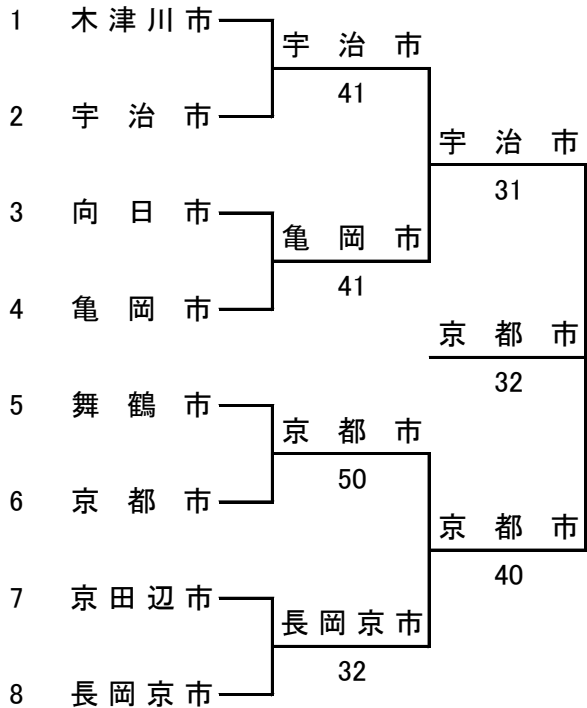 1 木津川市
宇治市
41
2 宇治市
宇治市
31
3 向日市
亀岡市
41
4 亀岡市
京都市
32
5 舞鶴市
京都市
50
6 京都市
京都市
40
7 京田辺市
長岡京市
32
8 長岡京市